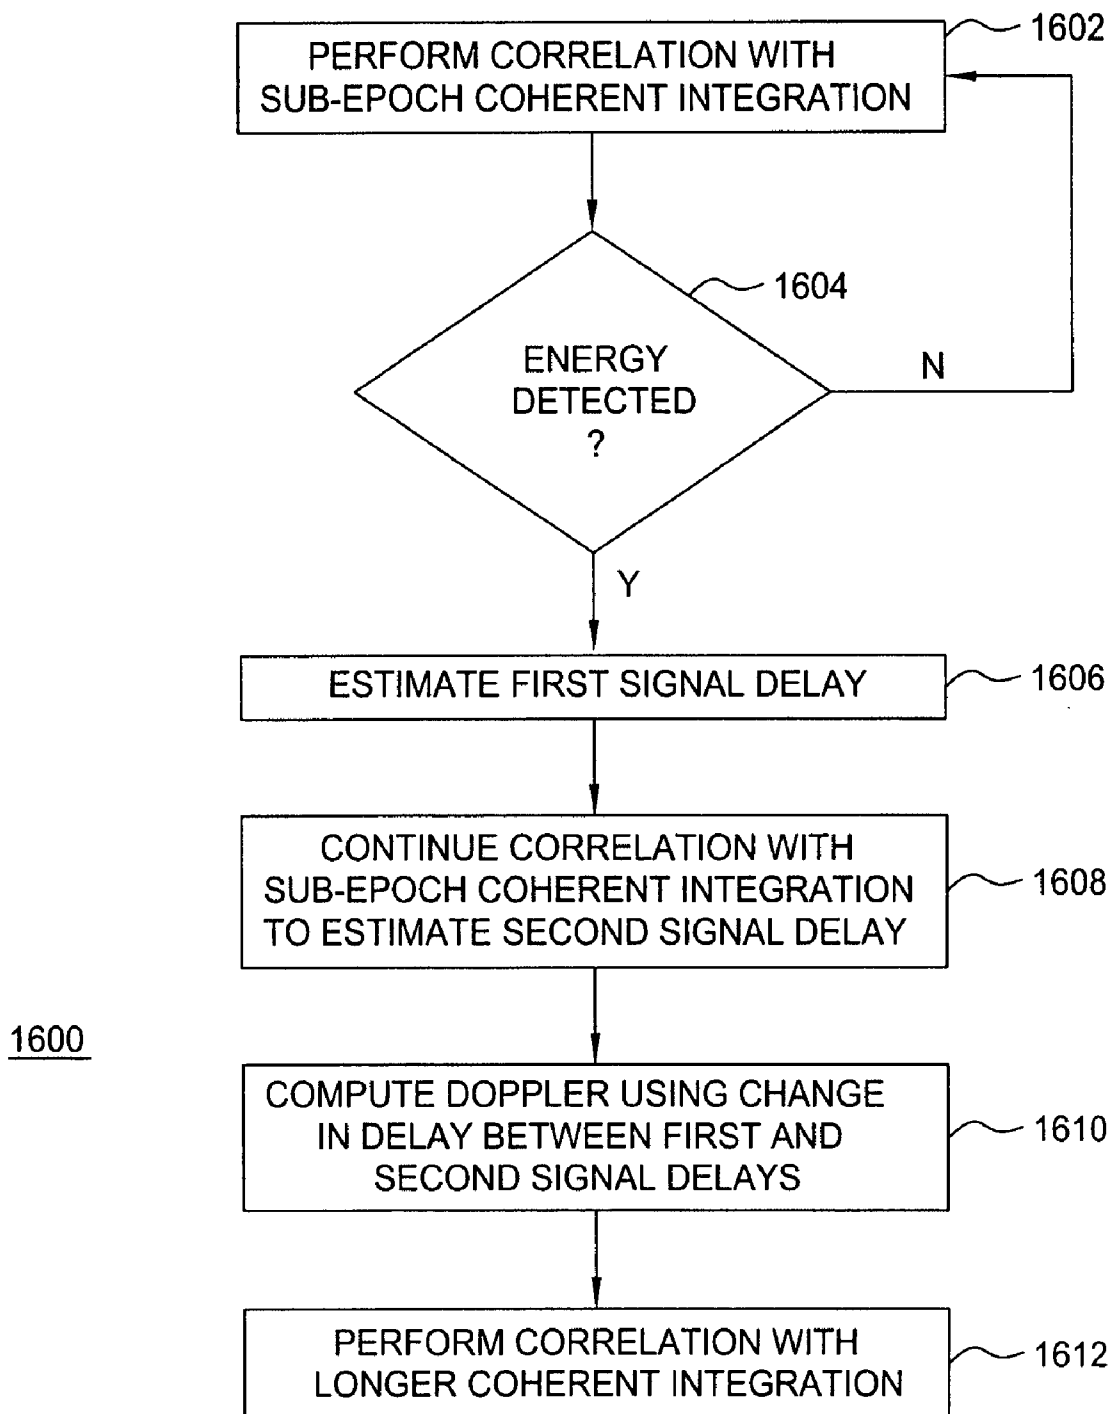 1602
PERFORM CORRELATION WITH
SUB-EPOCH COHERENT INTEGRATION
1604
ENERGY
DETECTED
?
N
Y
ESTIMATE FIRST SIGNAL DELAY
1606
CONTINUE CORRELATION WITH
SUB-EPOCH COHERENT INTEGRATION
TO ESTIMATE SECOND SIGNAL DELAY
1608
1600
COMPUTE DOPPLER USING CHANGE
IN DELAY BETWEEN FIRST AND
SECOND SIGNAL DELAYS
1610
PERFORM CORRELATION WITH
LONGER COHERENT INTEGRATION
1612